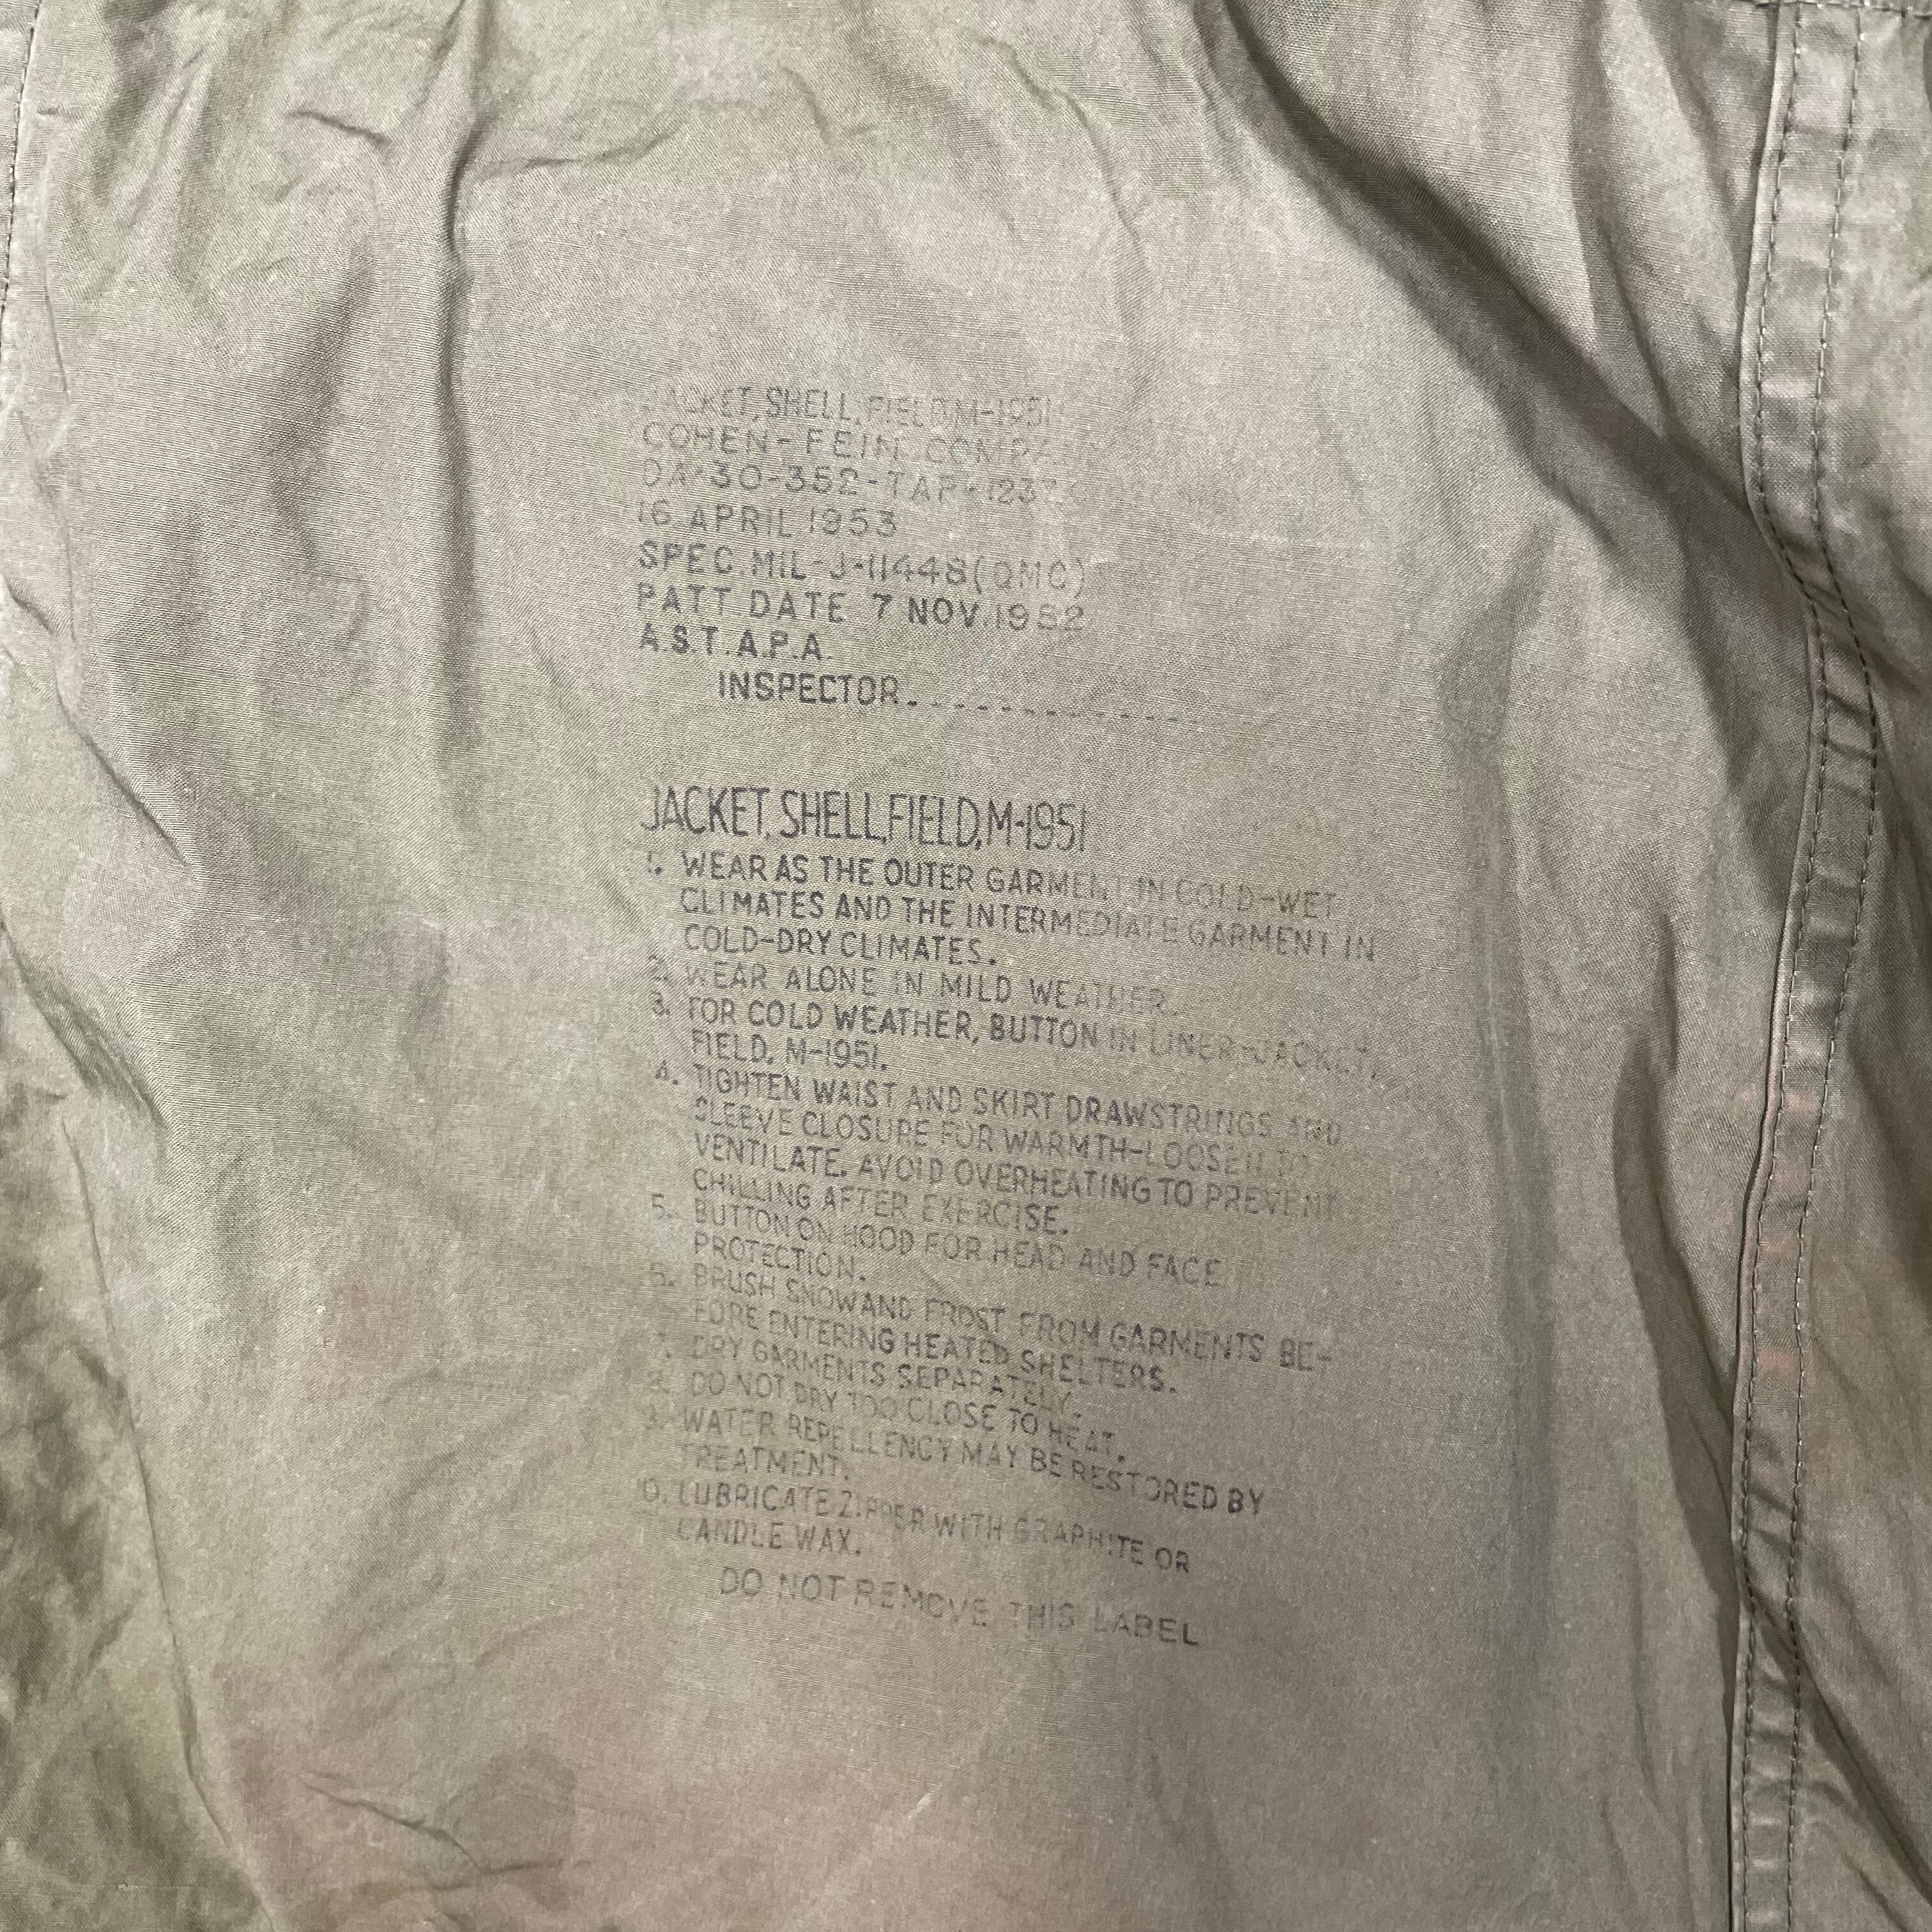 JACKET, SHELL, FIELD, M-1951
COHEN-FEIN COMPANY
DA-30-352-TAP-1237
16 APRIL 1953
SPEC. MIL-J-11448(QMC)
PATT. DATE 7 NOV. 1952
A.S.T.A.P.A.
INSPECTOR
JACKET, SHELL, FIELD, M-1951
1. WEAR AS THE OUTER GARMENT IN COLD-WET
CLIMATES AND THE INTERMEDIATE GARMENT IN
COLD-DRY CLIMATES.
2. WEAR ALONE IN MILD WEATHER.
3. FOR COLD WEATHER, BUTTON IN LINER-JACKET,
FIELD, M-1951.
4. TIGHTEN WAIST AND SKIRT DRAWSTRINGS AND
SLEEVE CLOSURE FOR WARMTH-LOOSEN TO
VENTILATE. AVOID OVERHEATING TO PREVENT
CHILLING AFTER EXERCISE.
5. BUTTON ON HOOD FOR HEAD AND FACE
PROTECTION.
6. BRUSH SNOW AND FROST FROM GARMENTS BE-
FORE ENTERING HEATED SHELTERS.
7. DRY GARMENTS SEPARATELY.
8. DO NOT DRY TOO CLOSE TO HEAT.
9. WATER REPELLENCY MAY BE RESTORED BY
TREATMENT.
10. LUBRICATE ZIPPER WITH GRAPHITE OR
CANDLE WAX.
DO NOT REMOVE THIS LABEL